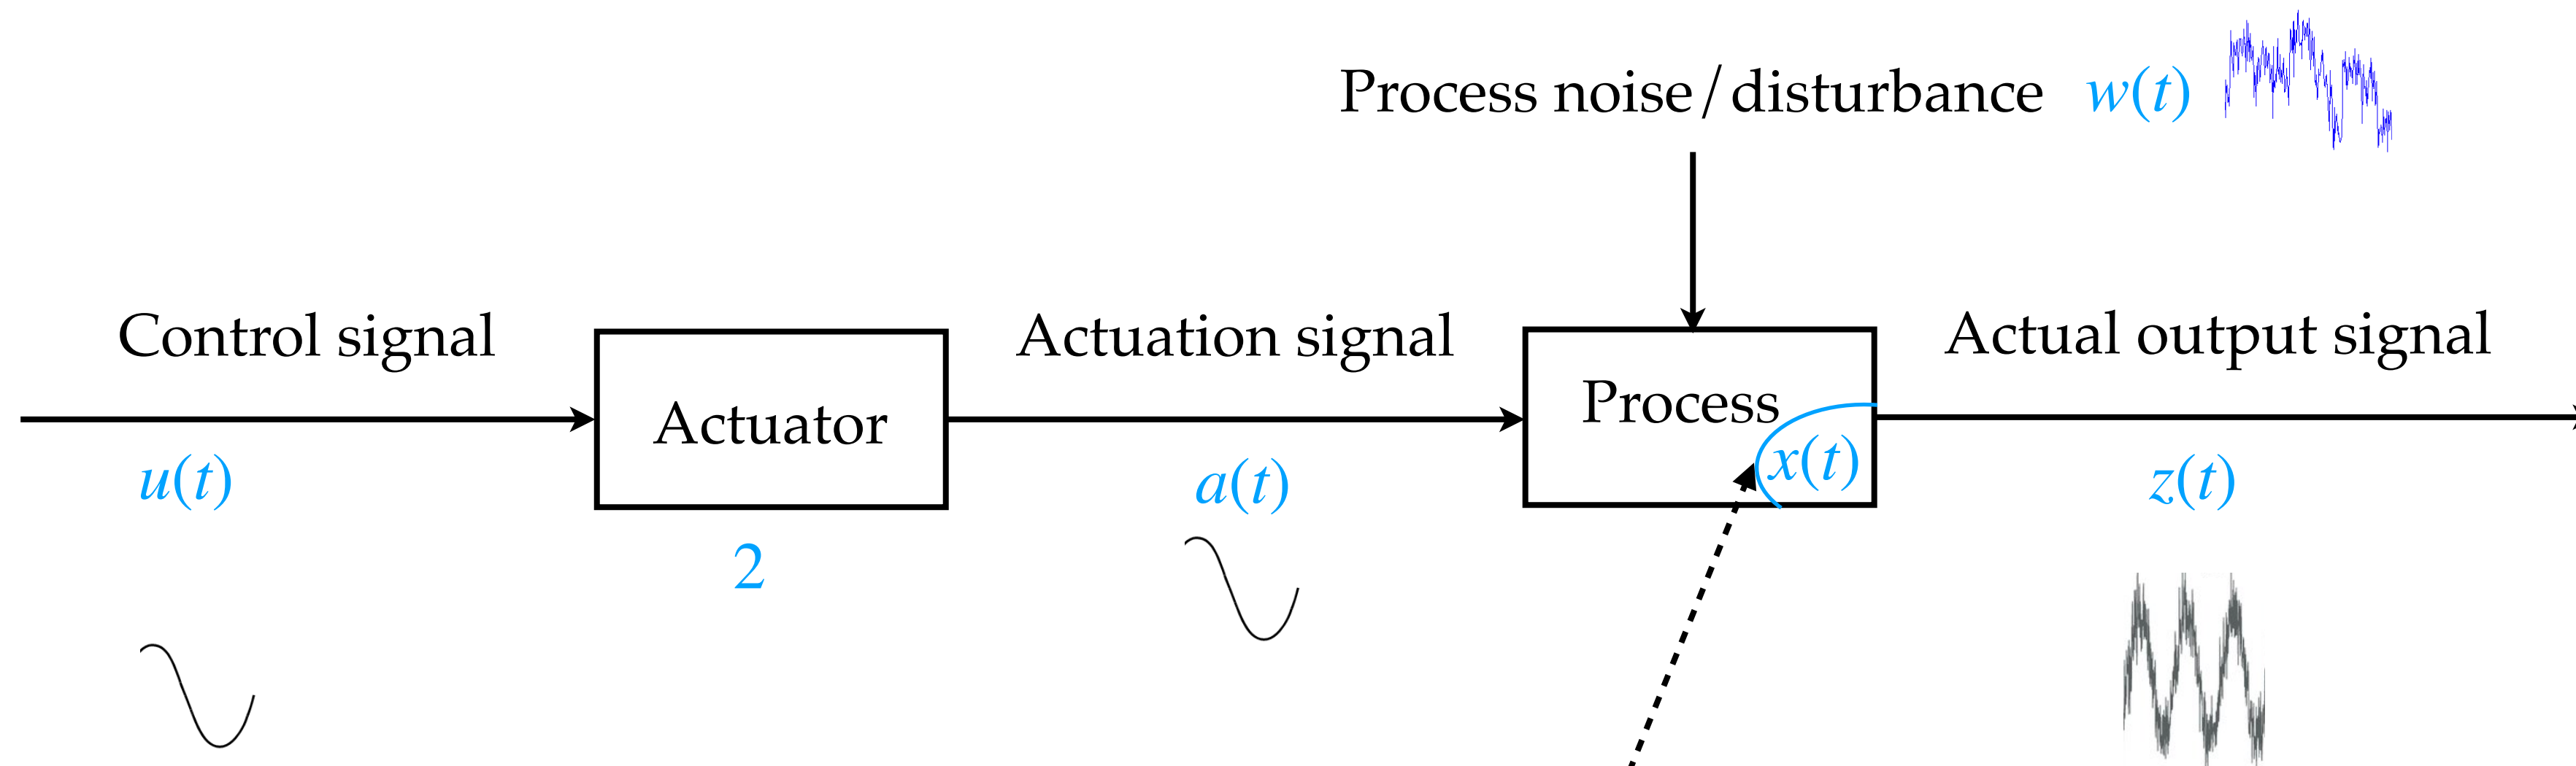 Process noise/disturbance w(t)
Control signal
Actuation signal
Actual output signal
Actuator
Process
x(t)
u(t)
a(t)
z(t)
2